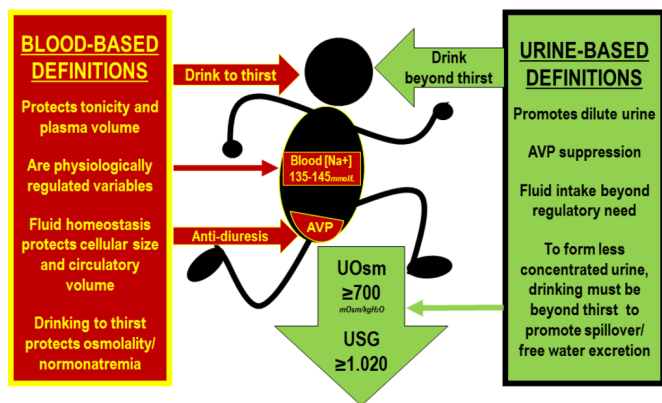 BLOOD-BASED
DEFINITIONS
Protects tonicity and
plasma volume
Are physiologically
regulated variables
Fluid homeostasis
protects cellular size
and circulatory
volume
Drinking to thirst
protects osmolality/
normonatremia
Drink to thirst
Anti-diuresis
Blood [Na+]
135-145mmol/L
AVP
Drink
beyond thirst
UOsm
≥700
mOsm/kgH₂O
USG
≥1.020
URINE-BASED
DEFINITIONS
Promotes dilute urine
AVP suppression
Fluid intake beyond
regulatory need
To form less
concentrated urine,
drinking must be
beyond thirst to
promote spillover/
free water excretion